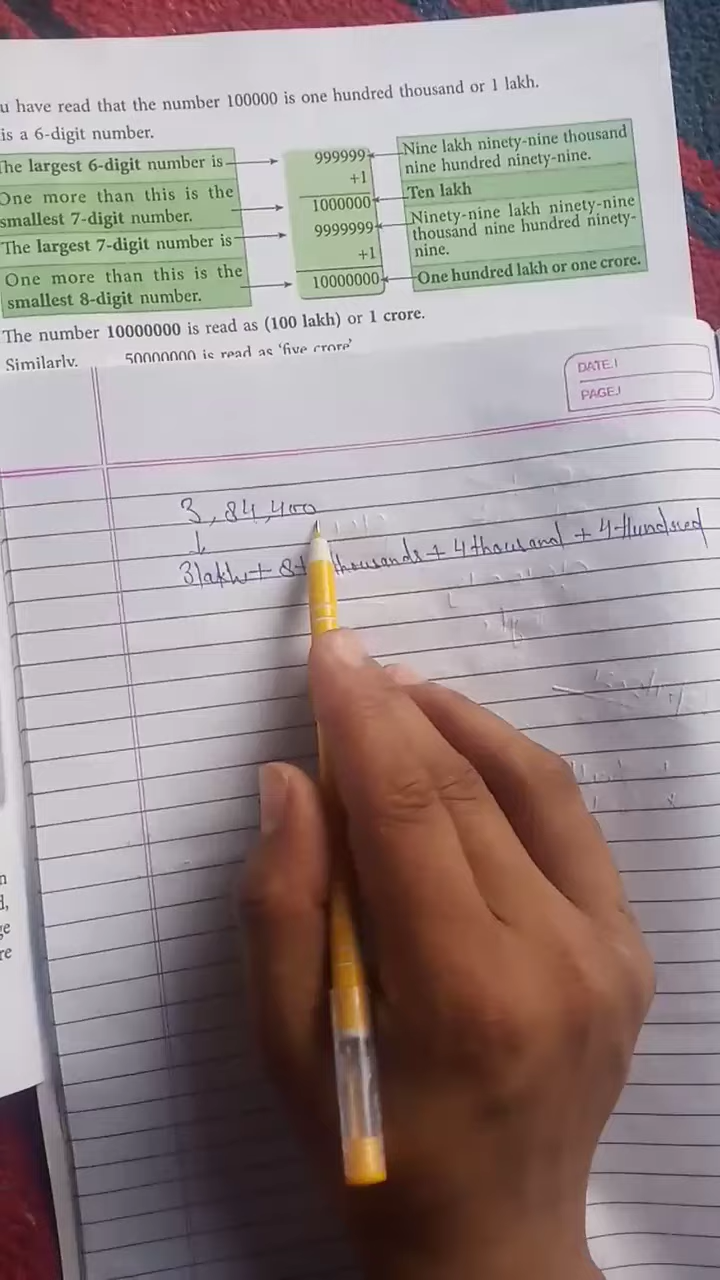 u have read that the number 100000 is one hundred thousand or 1 lakh.
is a 6-digit number.
The largest 6-digit number is
One more than this is the
smallest 7-digit number.
The largest 7-digit number is
One more than this is the
smallest 8-digit number.
999999
+1
1000000
9999999
+1
10000000
Nine lakh ninety-nine thousand
nine hundred ninety-nine.
Ten lakh
Ninety-nine lakh ninety-nine
thousand nine hundred ninety-
nine.
One hundred lakh or one crore.
The number 10000000 is read as (100 lakh) or 1 crore.
Similarly, 50000000 is read as 'five crore'
DATE
PAGE
3,84,400
3 lakh + 8 thousands + 4 thousand + 4 Hundred
n
d,
ge
re